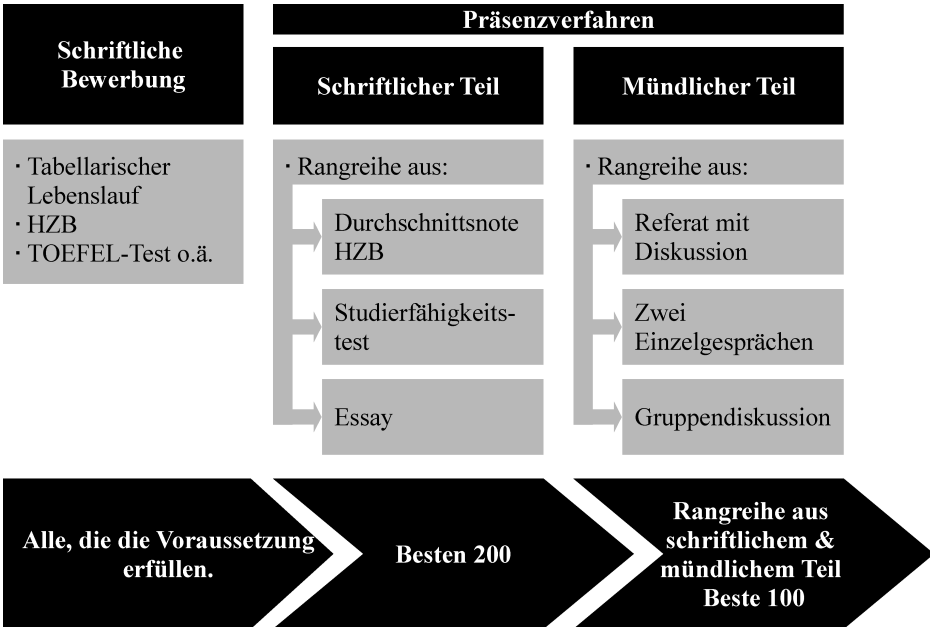 Schriftliche
Bewerbung
· Tabellarischer
Lebenslauf
· HZB
· TOEFEL-Test o.ä.
Präsenzverfahren
Schriftlicher Teil
· Rangreihe aus:
Durchschnittsnote
HZB
Studierfähigkeits-
test
Essay
Mündlicher Teil
· Rangreihe aus:
Referat mit
Diskussion
Zwei
Einzelgesprächen
Gruppendiskussion
Alle, die die Voraussetzung
erfüllen.
Besten 200
Rangreihe aus
schriftlichem &
mündlichem Teil
Beste 100